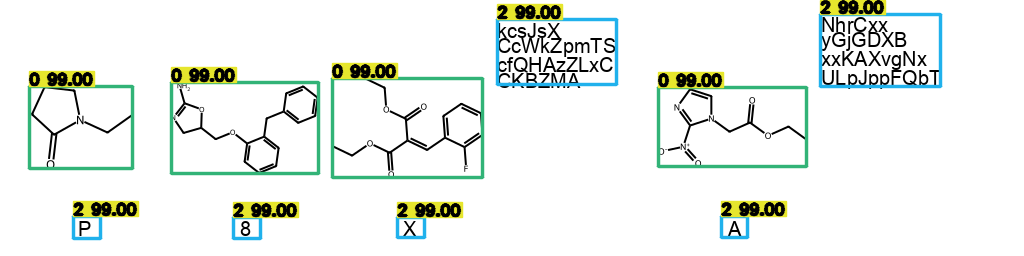 2 99.00
kcsJsX
CcWkZpmTS
cfQHAzZLxC
CKBZMA
2 99.00
NhrCxx
yGjGDXB
xxKAXvgNx
ULpJppFQbT
0 99.00
N
O
0 99.00
NH2
N
O
O
0 99.00
O
O
O
O
F
0 99.00
N
N
O
O
N+
O-
O
2 99.00
P
2 99.00
8
2 99.00
X
2 99.00
A